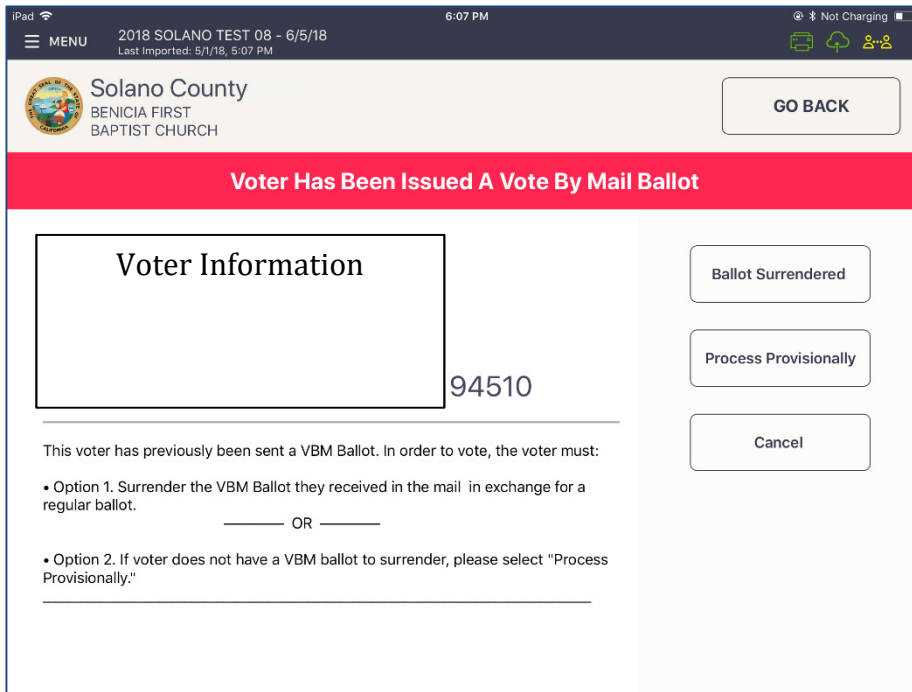 iPad 6:07 PM Not Charging
MENU 2018 SOLANO TEST 08 - 6/5/18
Last Imported: 5/1/18, 5:07 PM
Solano County
BENICIA FIRST
BAPTIST CHURCH
GO BACK
Voter Has Been Issued A Vote By Mail Ballot
Voter Information
94510
Ballot Surrendered
Process Provisionally
Cancel
This voter has previously been sent a VBM Ballot. In order to vote, the voter must:
• Option 1. Surrender the VBM Ballot they received in the mail in exchange for a
regular ballot.
OR
• Option 2. If voter does not have a VBM ballot to surrender, please select "Process
Provisionally."